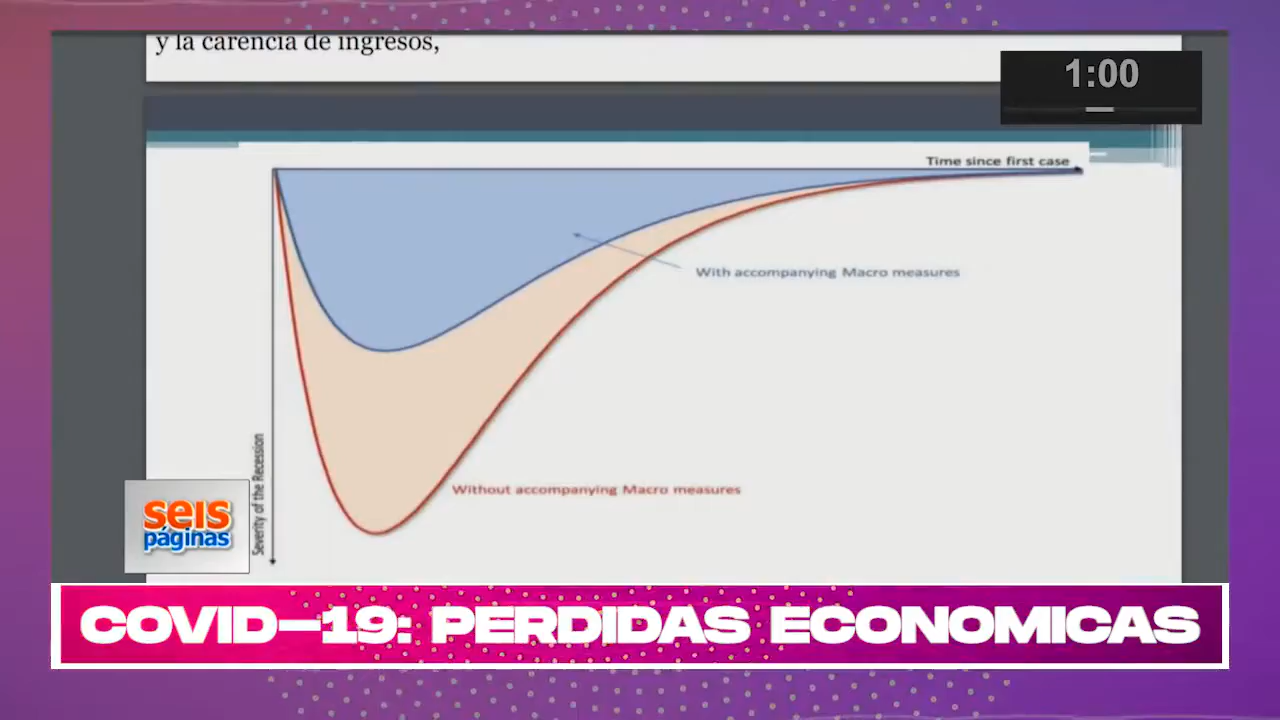 y la carencia de ingresos,
1:00
Time since first case
With accompanying Macro measures
Without accompanying Macro measures
Severity of the Recession
seis
páginas
COVID-19: PERDIDAS ECONOMICAS